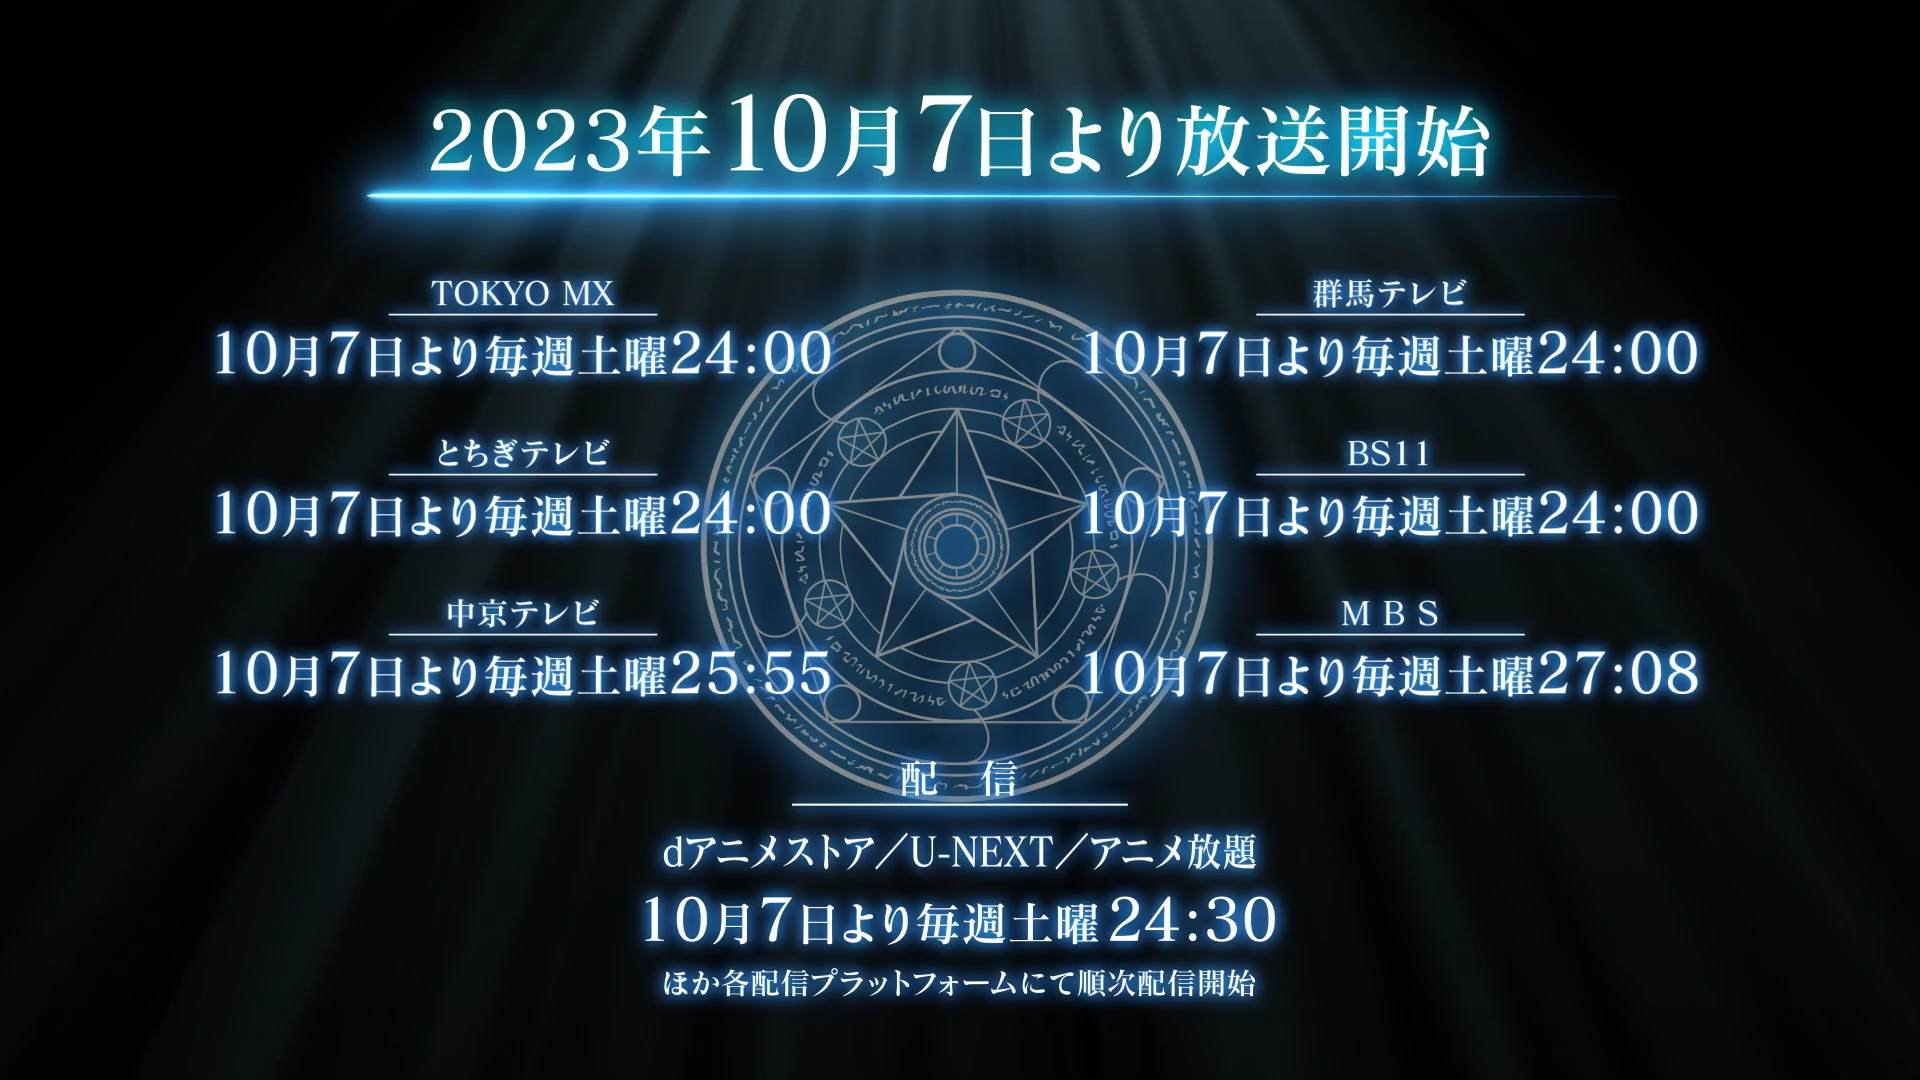 2023年10月7日より放送開始
TOKYO MX
10月7日より毎週土曜24:00
とちぎテレビ
10月7日より毎週土曜24:00
中京テレビ
10月7日より毎週土曜25:55
群馬テレビ
10月7日より毎週土曜24:00
BS11
10月7日より毎週土曜24:00
MBS
10月7日より毎週土曜27:08
配信
dアニメストア／U-NEXT／アニメ放題
10月7日より毎週土曜24:30
ほか各配信プラットフォームにて順次配信開始